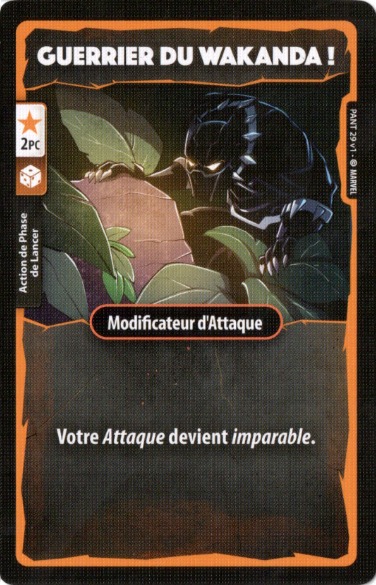 GUERRIER DU WAKANDA !
2PC
Action de Phase
de Lancer
PANT 29 v1 - © MARVEL
Modificateur d'Attaque
Votre Attaque devient imparable.